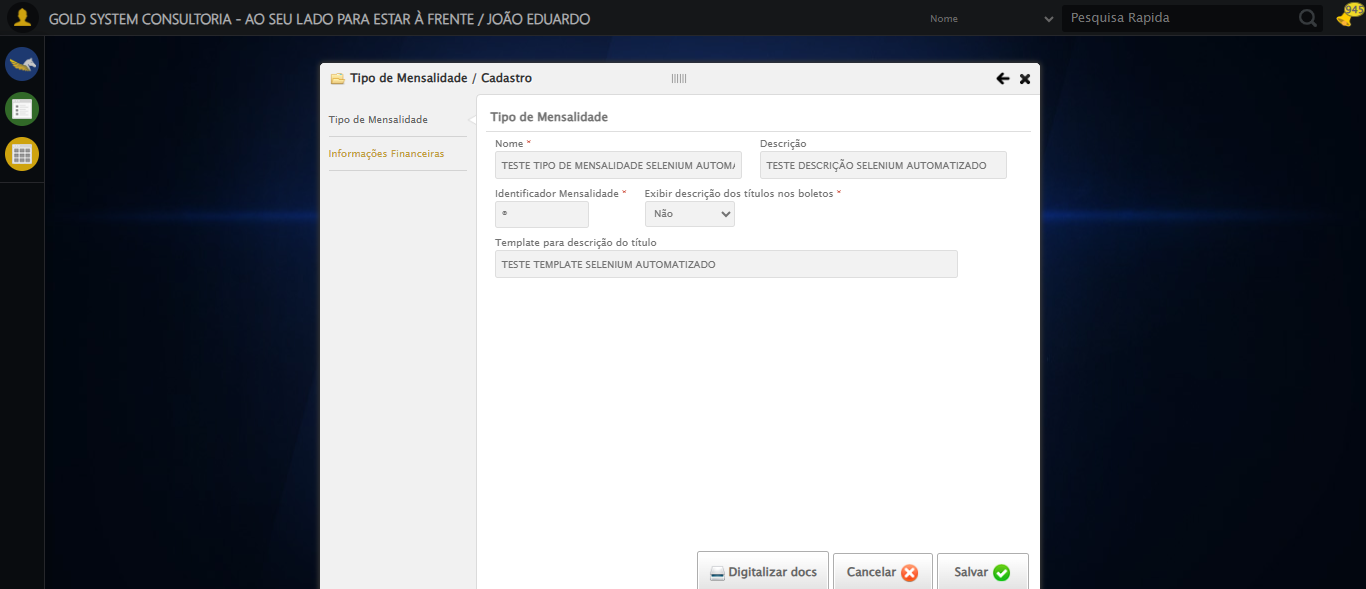 GOLD SYSTEM CONSULTORIA - AO SEU LADO PARA ESTAR À FRENTE / JOÃO EDUARDO
Nome
Pesquisa Rapida
945
Tipo de Mensalidade / Cadastro
Tipo de Mensalidade
Informações Financeiras
Tipo de Mensalidade
Nome * Descrição
TESTE TIPO DE MENSALIDADE SELENIUM AUTOMA TESTE DESCRIÇÃO SELENIUM AUTOMATIZADO
Identificador Mensalidade * Exibir descrição dos títulos nos boletos *
Não
Template para descrição do título
TESTE TEMPLATE SELENIUM AUTOMATIZADO
Digitalizar docs Cancelar Salvar